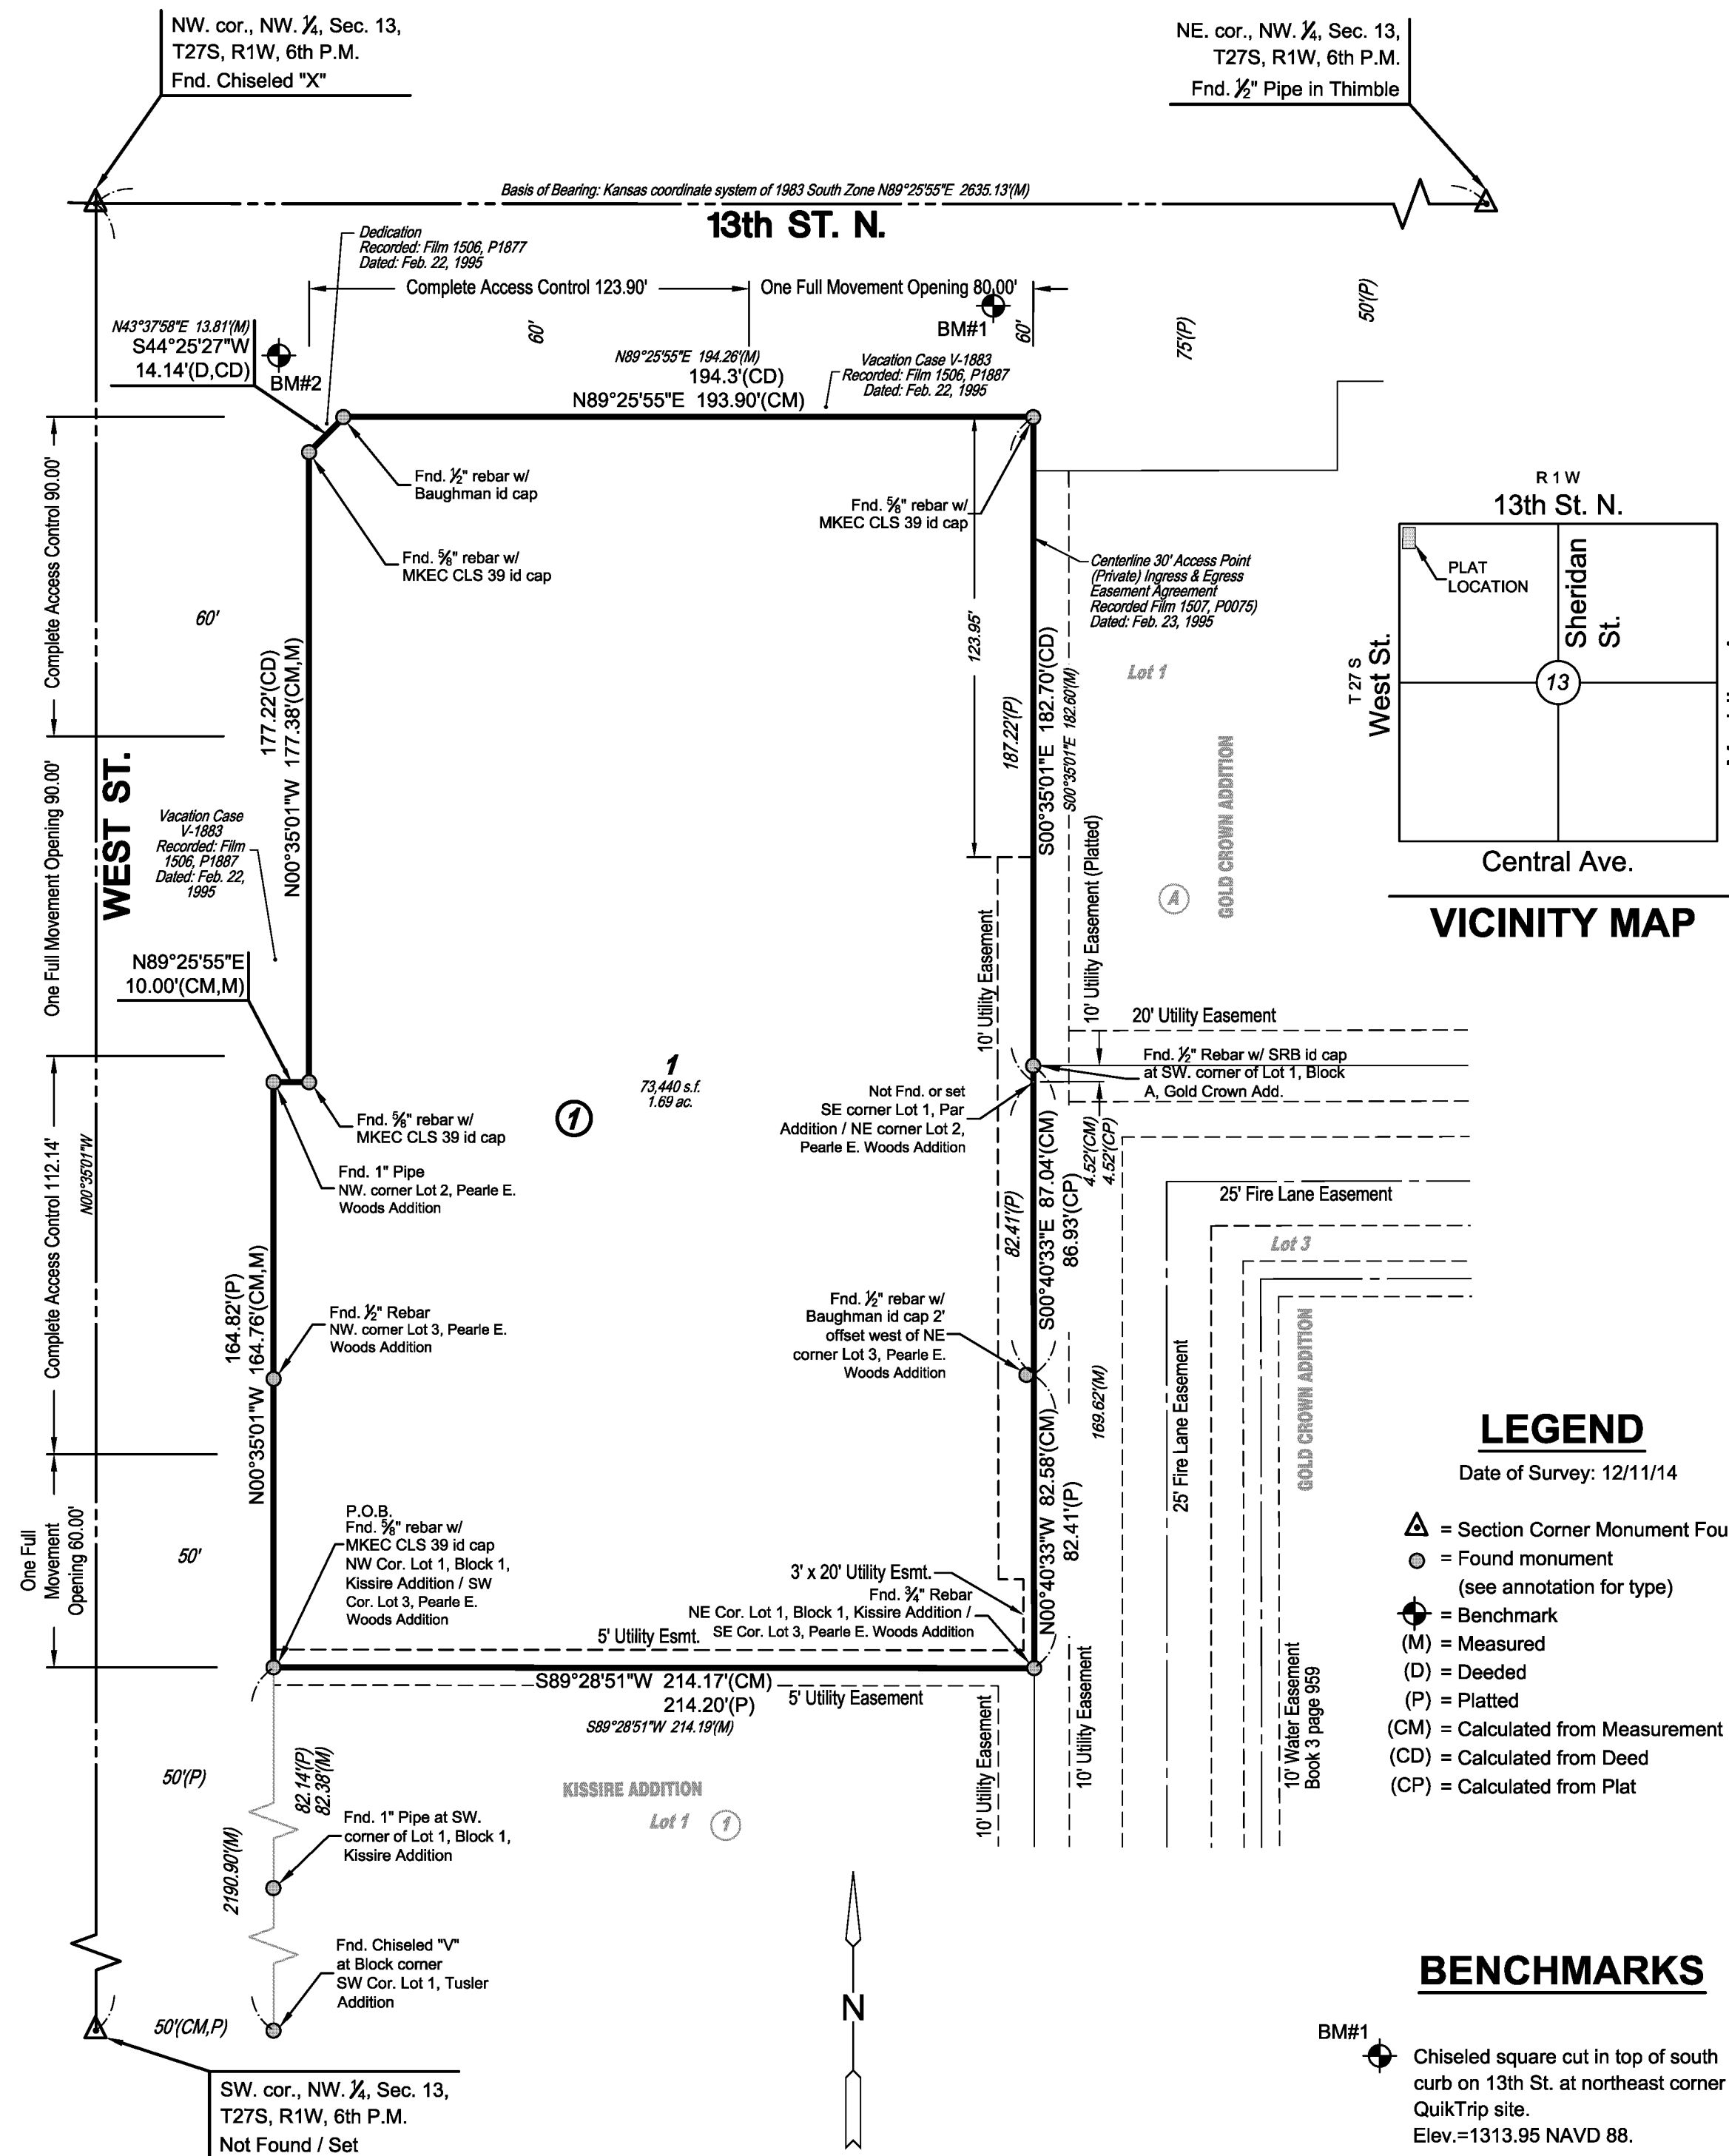 NW. cor., NW. ¼, Sec. 13,
T27S, R1W, 6th P.M.
Fnd. Chiseled "X"
NE. cor., NW. ¼, Sec. 13,
T27S, R1W, 6th P.M.
Fnd. ½" Pipe in Thimble
Basis of Bearing: Kansas coordinate system of 1983 South Zone N89°25'55"E 2635.13'(M)
13th ST. N.
Dedication
Recorded: Film 1506, P1877
Dated: Feb. 22, 1995
Complete Access Control 123.90'
One Full Movement Opening 80.00'
BM#1
60'
60'
75'(P)
50'(P)
N43°37'58"E 13.81'(M)
S44°25'27"W
14.14'(D,CD)
BM#2
N89°25'55"E 194.26'(M)
194.3'(CD)
N89°25'55"E 193.90'(CM)
Vacation Case V-1883
Recorded: Film 1506, P1887
Dated: Feb. 22, 1995
Fnd. ½" rebar w/
Baughman id cap
Fnd. ⅝" rebar w/
MKEC CLS 39 id cap
Fnd. ⅝" rebar w/
MKEC CLS 39 id cap
Centerline 30' Access Point
(Private) Ingress & Egress
Easement Agreement
Recorded Film 1507, P0075)
Dated: Feb. 23, 1995
Complete Access Control 90.00'
60'
177.22'(CD)
N00°35'01"W 177.38'(CM,M)
123.95'
187.22'(P)
S00°35'01"E 182.70'(CD)
S00°35'01"E 182.60'(M)
Lot 1
GOLD CROWN ADDITION
A
10' Utility Easement (Platted)
10' Utility Easement
R 1 W
13th St. N.
PLAT
LOCATION
Sheridan
St.
T 27 S
West St.
13
Central Ave.
VICINITY MAP
WEST ST.
One Full Movement Opening 90.00'
Vacation Case
V-1883
Recorded: Film
1506, P1887
Dated: Feb. 22,
1995
N89°25'55"E
10.00'(CM,M)
20' Utility Easement
Fnd. ½" Rebar w/ SRB id cap
at SW. corner of Lot 1, Block
A, Gold Crown Add.
1
73,440 s.f.
1.69 ac.
1
Not Fnd. or set
SE corner Lot 1, Par
Addition / NE corner Lot 2,
Pearle E. Woods Addition
Fnd. ⅝" rebar w/
MKEC CLS 39 id cap
Fnd. 1" Pipe
NW. corner Lot 2, Pearle E.
Woods Addition
Complete Access Control 112.14'
N00°35'01"W
4.52'(CM)
4.52'(CP)
82.41'(P)
S00°40'33"E 87.04'(CM)
86.93'(CP)
25' Fire Lane Easement
Lot 3
164.82'(P)
N00°35'01"W 164.76'(CM,M)
Fnd. ½" Rebar
NW. corner Lot 3, Pearle E.
Woods Addition
Fnd. ½" rebar w/
Baughman id cap 2'
offset west of NE
corner Lot 3, Pearle E.
Woods Addition
169.62'(M)
25' Fire Lane Easement
GOLD CROWN ADDITION
N00°40'33"W 82.58'(CM)
82.41'(P)
One Full
Movement
Opening 60.00'
50'
P.O.B.
Fnd. ⅝" rebar w/
MKEC CLS 39 id cap
NW Cor. Lot 1, Block 1,
Kissire Addition / SW
Cor. Lot 3, Pearle E.
Woods Addition
3' x 20' Utility Esmt.
Fnd. ¾" Rebar
NE Cor. Lot 1, Block 1, Kissire Addition /
SE Cor. Lot 3, Pearle E. Woods Addition
5' Utility Esmt.
S89°28'51"W 214.17'(CM)
214.20'(P)
S89°28'51"W 214.19'(M)
5' Utility Easement
10' Utility Easement
10' Utility Easement
10' Water Easement
Book 3 page 959
LEGEND
Date of Survey: 12/11/14
= Section Corner Monument Fou
= Found monument
(see annotation for type)
= Benchmark
(M) = Measured
(D) = Deeded
(P) = Platted
(CM) = Calculated from Measurement
(CD) = Calculated from Deed
(CP) = Calculated from Plat
50'(P)
82.14'(P)
82.38'(M)
KISSIRE ADDITION
Lot 1 1
Fnd. 1" Pipe at SW.
corner of Lot 1, Block 1,
Kissire Addition
2190.90'(M)
Fnd. Chiseled "V"
at Block corner
SW Cor. Lot 1, Tusler
Addition
50'(CM,P)
SW. cor., NW. ¼, Sec. 13,
T27S, R1W, 6th P.M.
Not Found / Set
N
BENCHMARKS
BM#1
Chiseled square cut in top of south
curb on 13th St. at northeast corner
QuikTrip site.
Elev.=1313.95 NAVD 88.